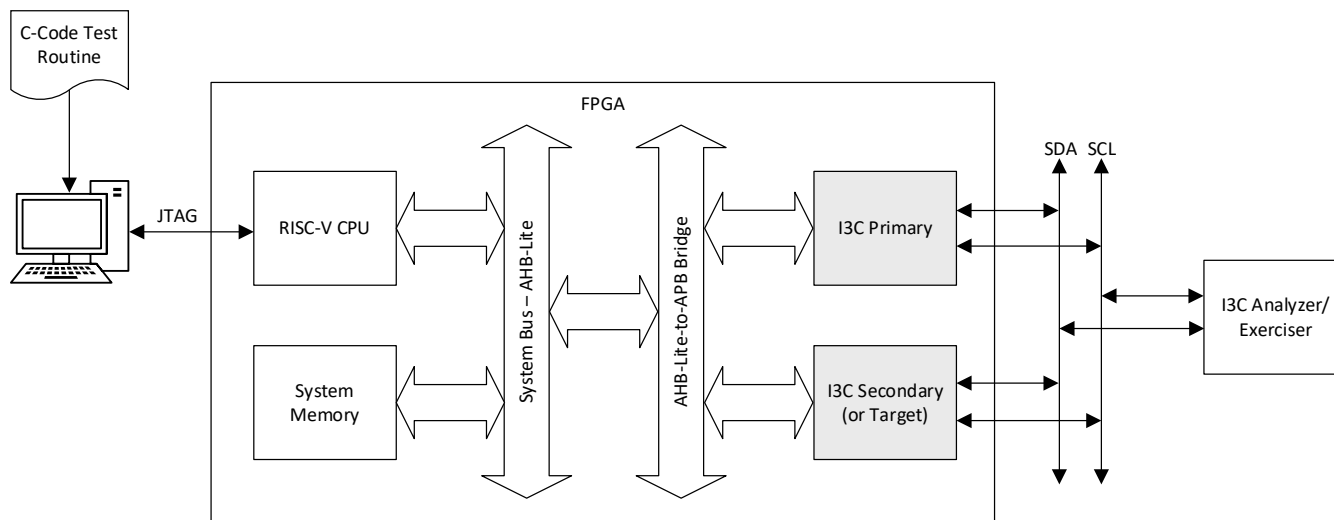 C-Code Test
Routine
FPGA
SDA
SCL
JTAG
RISC-V CPU
System Bus – AHB-Lite
AHB-Lite-to-APB Bridge
I3C Primary
I3C Analyzer/
Exerciser
System
Memory
I3C Secondary
(or Target)